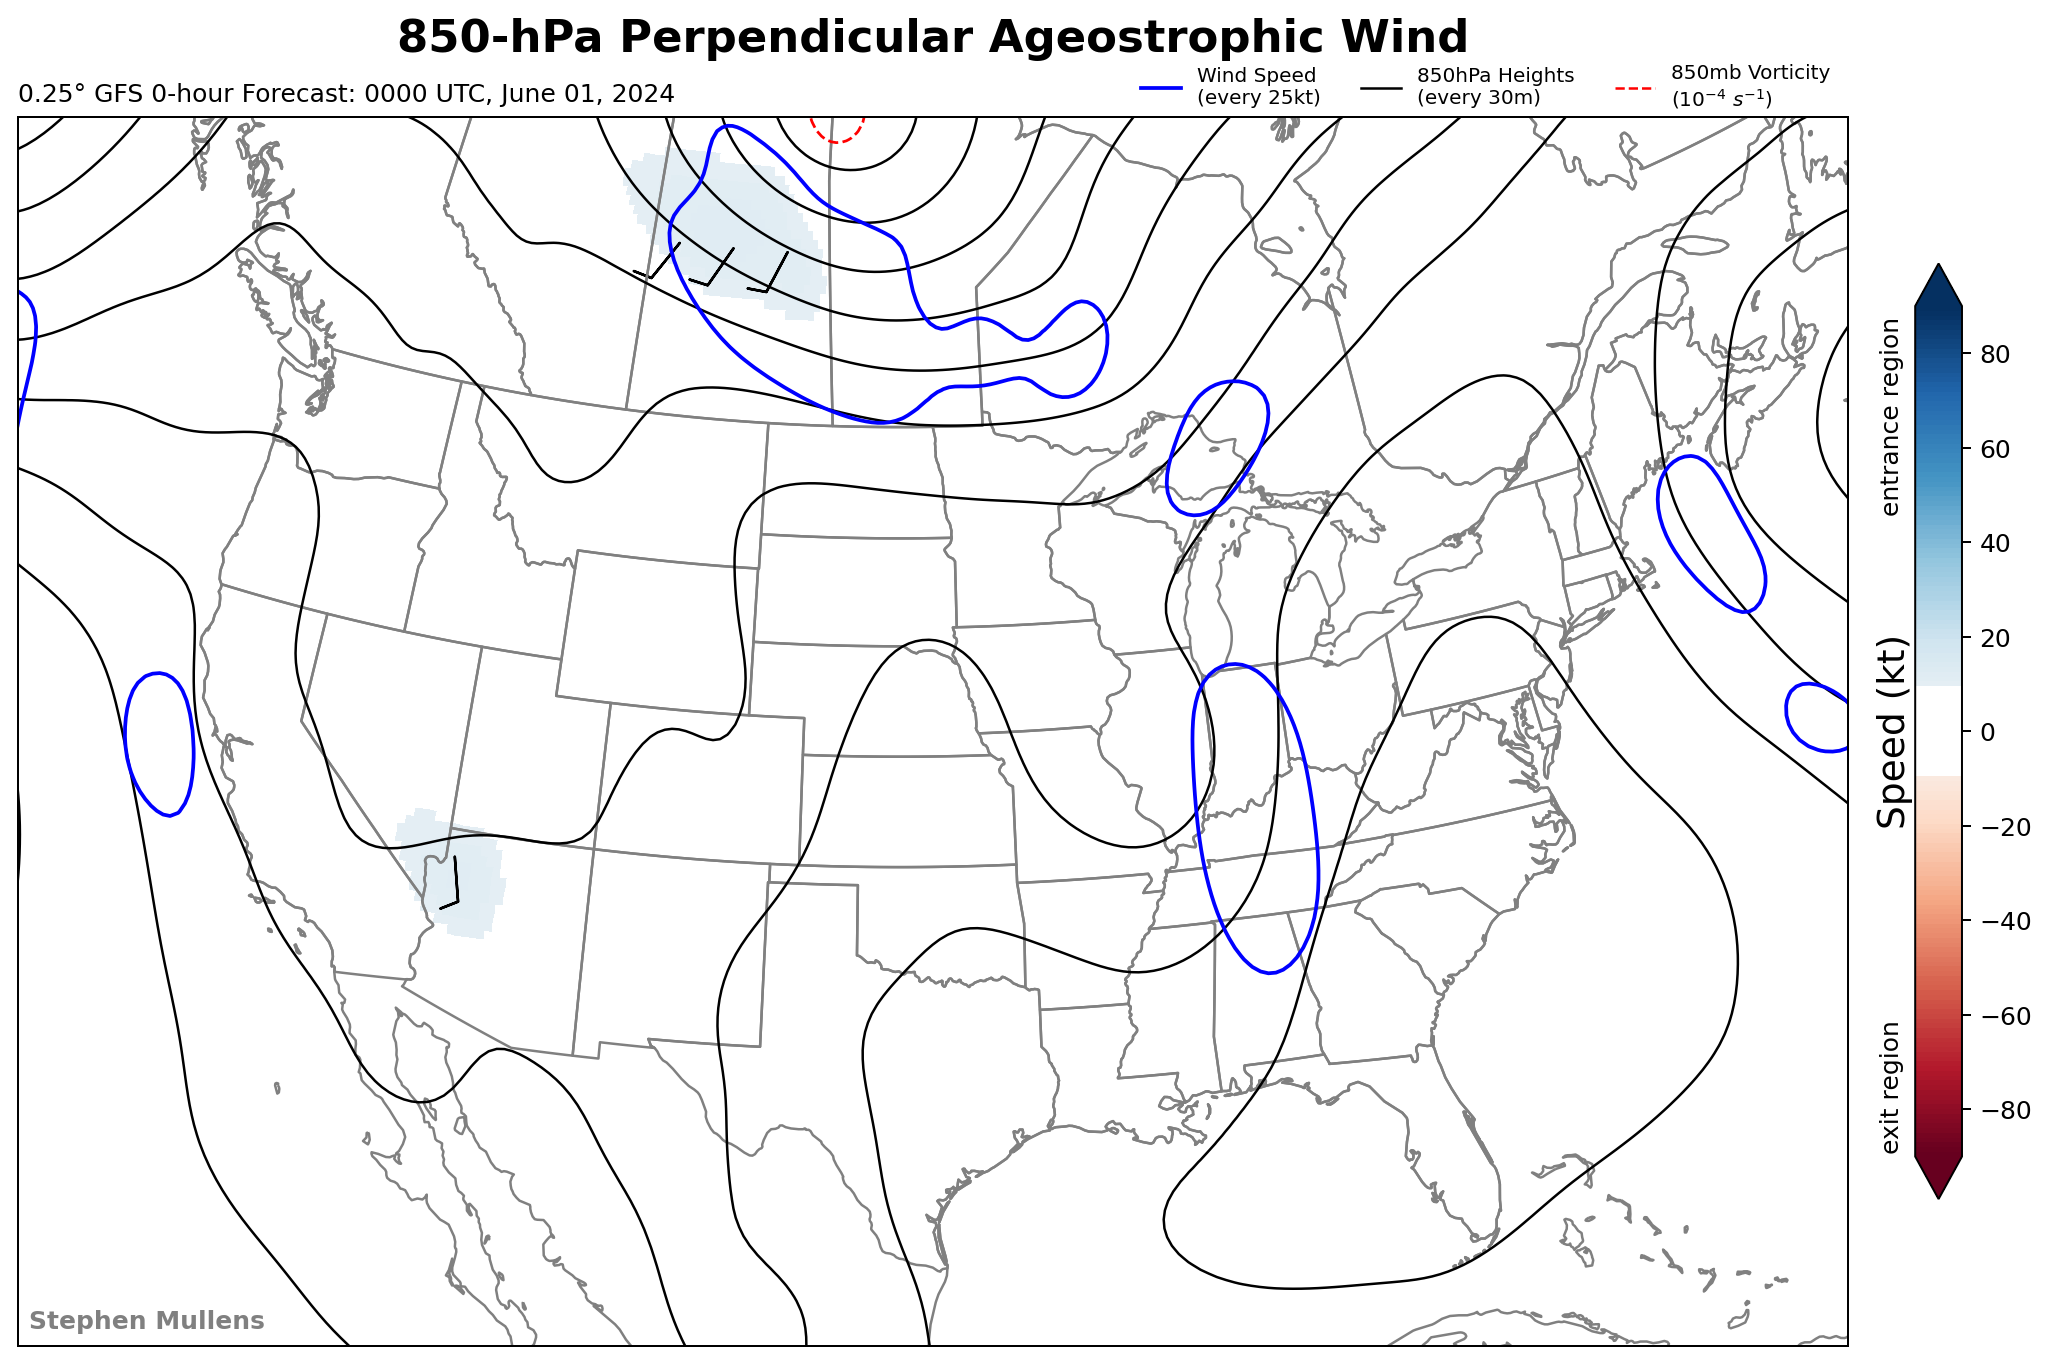 850-hPa Perpendicular Ageostrophic Wind
0.25° GFS 0-hour Forecast: 0000 UTC, June 01, 2024
Wind Speed
(every 25kt)
850hPa Heights
(every 30m)
850mb Vorticity
(10⁻⁴ s⁻¹)
entrance region
Speed (kt)
exit region
80
60
40
20
0
−20
−40
−60
−80
Stephen Mullens